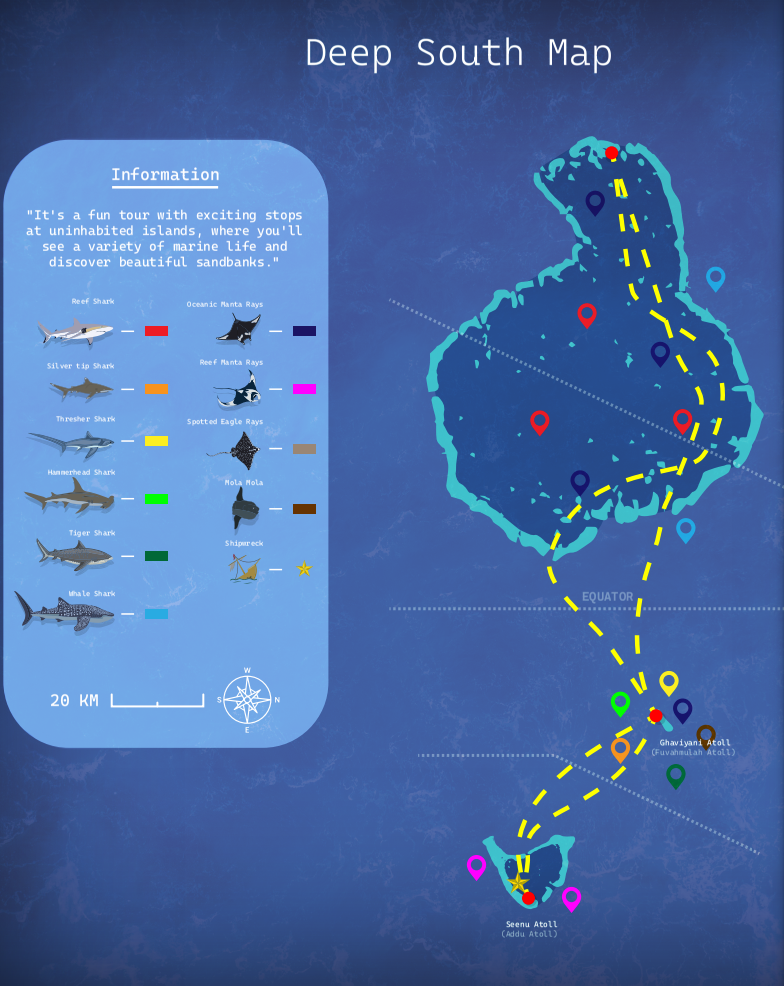 Deep South Map
Information
"It's a fun tour with exciting stops
at uninhabited islands, where you'll
see a variety of marine life and
discover beautiful sandbanks."
Reef Shark
Oceanic Manta Rays
Silver tip Shark
Reef Manta Rays
Thresher Shark
Spotted Eagle Rays
Hammerhead Shark
Mola Mola
Tiger Shark
Shipwreck
Whale Shark
20 KM
W
S
N
E
EQUATOR
Ghaviyani Atoll
(Fuvahmulah Atoll)
Seenu Atoll
(Addu Atoll)